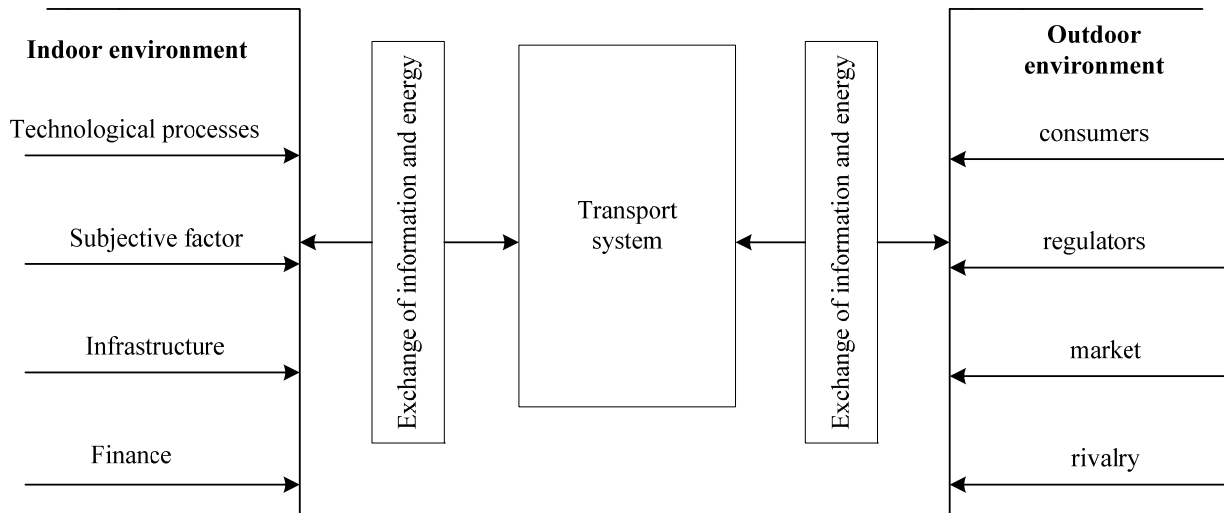 Indoor environment
Technological processes
Subjective factor
Infrastructure
Finance
Exchange of information and energy
Transport
system
Exchange of information and energy
Outdoor
environment
consumers
regulators
market
rivalry